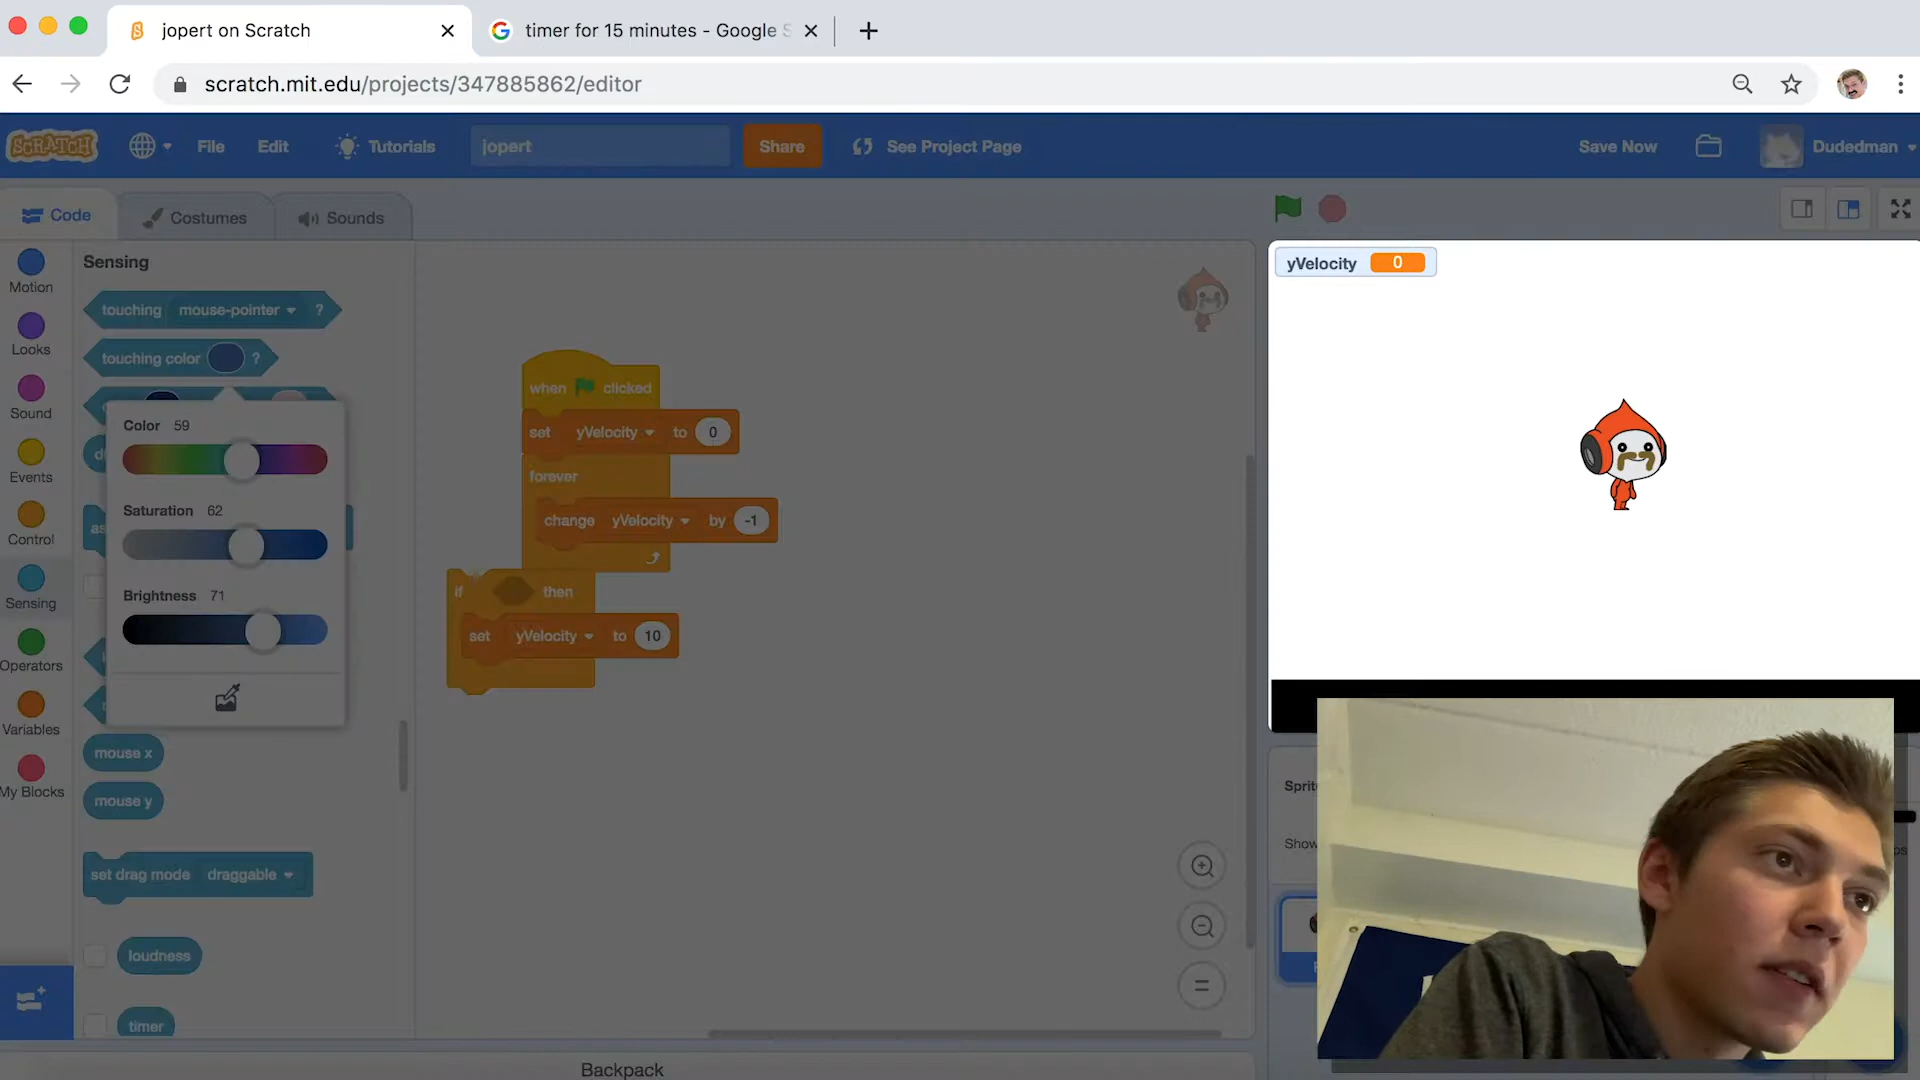 jopert on Scratch
timer for 15 minutes - Google S
scratch.mit.edu/projects/347885862/editor
SCRATCH
File
Edit
Tutorials
jopert
Share
See Project Page
Save Now
Dudedman
Code
Costumes
Sounds
Motion
Looks
Sound
Events
Control
Sensing
Operators
Variables
My Blocks
Sensing
touching mouse-pointer ?
touching color ?
Color 59
Saturation 62
Brightness 71
as
mouse x
mouse y
set drag mode draggable
loudness
timer
when clicked
set yVelocity to 0
forever
change yVelocity by -1
if then
set yVelocity to 10
yVelocity 0
Sprite
Show
Backpack